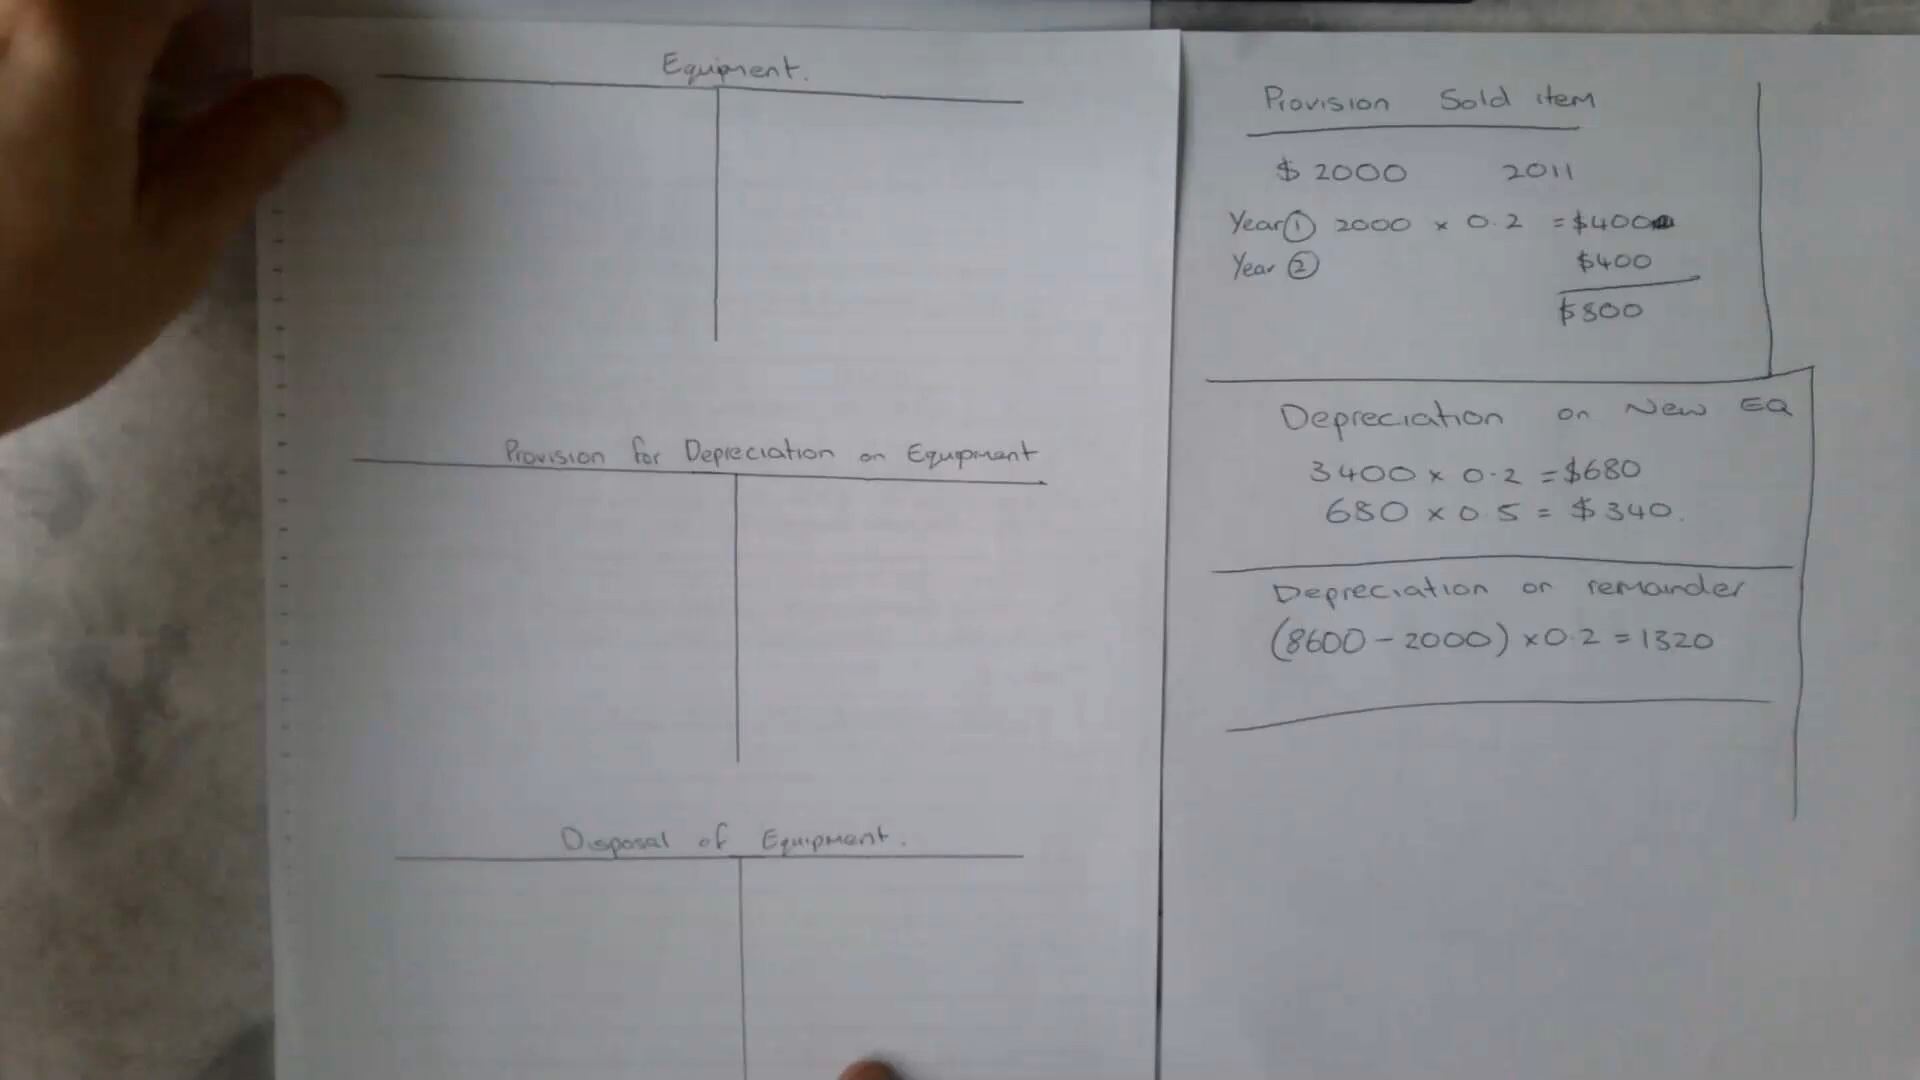 Equipment.
Provision for Depreciation on Equipment
Disposal of Equipment.
Provision Sold item
$ 2000 2011
Year ① 2000 x 0.2 = $400
Year ② $400
$800
Depreciation on New EQ
3400 x 0.2 = $680
680 x 0 5 = $340.
Depreciation on remainder
(8600 - 2000) x 0.2 = 1320